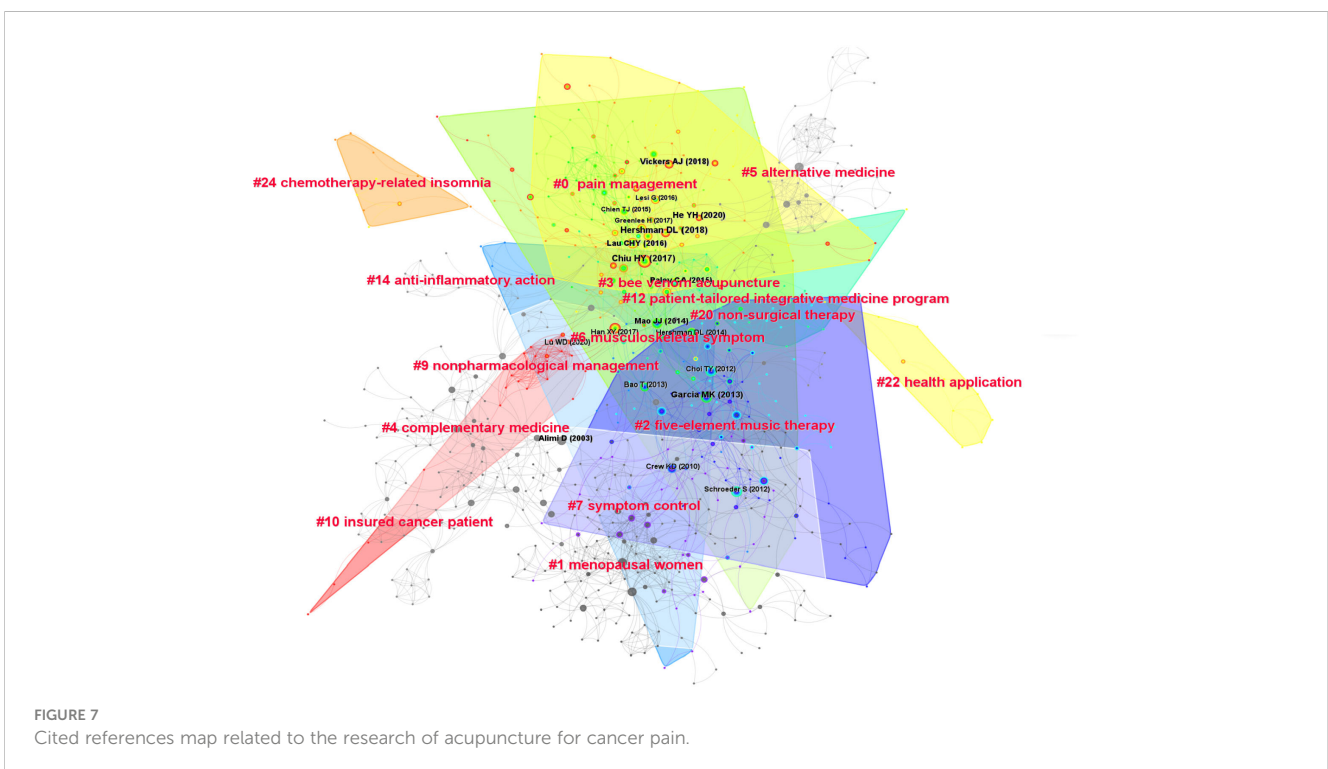 Vickers AJ (2018)
#5 alternative medicine
#24 chemotherapy-related insomnia
#0 pain management
Lesi G (2016)
Chien TJ (2015)
He YH (2020)
Greenlee H (2017)
Hershman DL (2018)
Lau CHY (2016)
Chiu HY (2017)
#14 anti-inflammatory action
Paley CA (2015)
#3 bee venom acupuncture
#12 patient-tailored integrative medicine program
#20 non-surgical therapy
Mao JJ (2014)
Han XY (2017)
Hershman DL (2014)
#6 musculoskeletal symptom
Lu WD (2020)
#9 nonpharmacological management
Choi TY (2012)
#22 health application
Bao T (2013)
Garcia MK (2013)
#4 complementary medicine
#2 five-element music therapy
Alimi D (2003)
Crew KD (2010)
Schroeder S (2012)
#7 symptom control
#10 insured cancer patient
#1 menopausal women
FIGURE 7
Cited references map related to the research of acupuncture for cancer pain.